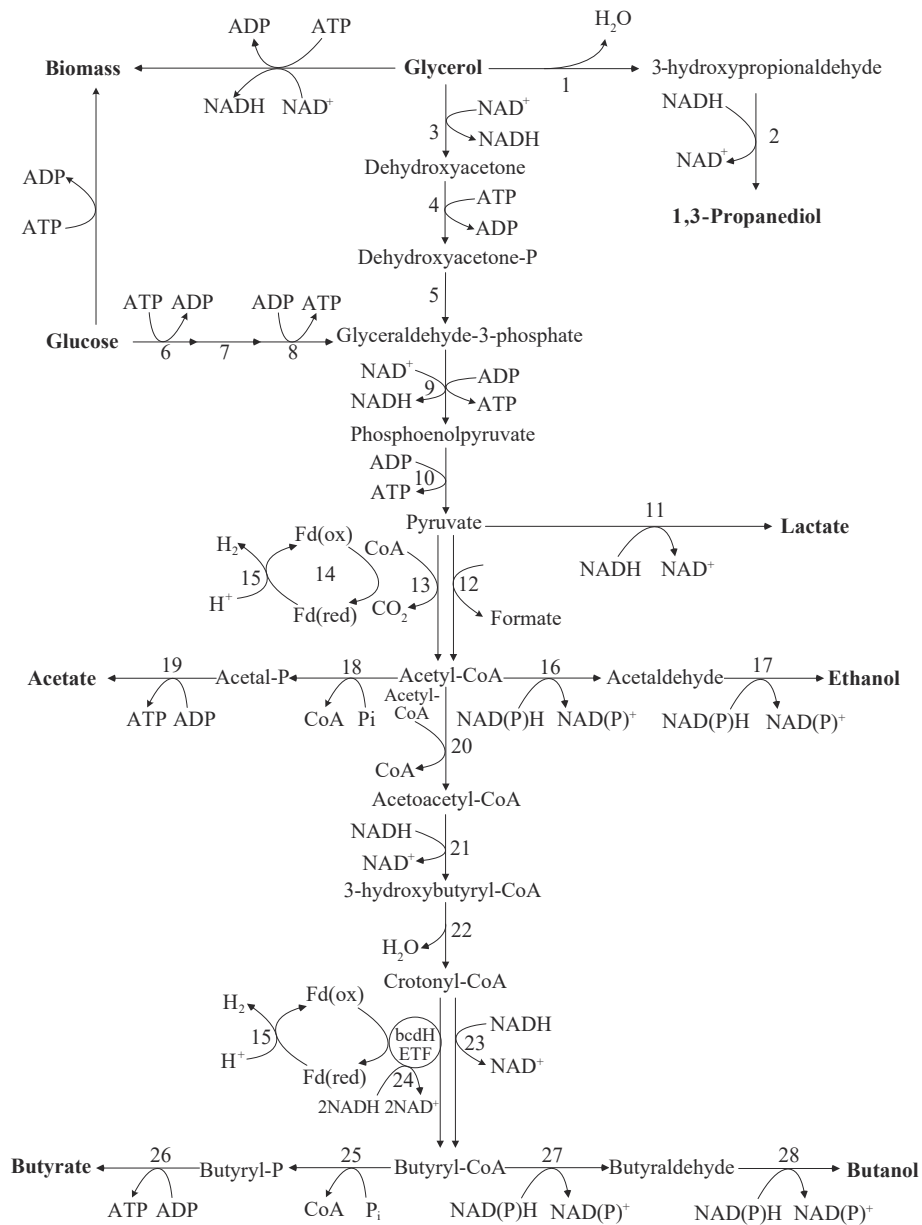 ADP ATP H₂O
Biomass Glycerol 1 3-hydroxypropionaldehyde
NADH NAD⁺ NAD⁺ NADH
3 NADH 2
NAD⁺
Dehydroxyacetone
ADP ATP
4 1,3-Propanediol
ATP ADP
Dehydroxyacetone-P
5
ATP ADP ADP ATP
Glucose 6 7 8 Glyceraldehyde-3-phosphate
NAD⁺ ADP
9
NADH ATP
Phosphoenolpyruvate
ADP
10
ATP
Pyruvate 11 Lactate
H₂ Fd(ox) CoA NADH NAD⁺
15 14 13 12
H⁺ Fd(red) CO₂ Formate
Acetate 19 Acetal-P 18 Acetyl-CoA 16 Acetaldehyde 17 Ethanol
ATP ADP CoA Pi Acetyl-
CoA NAD(P)H NAD(P)⁺ NAD(P)H NAD(P)⁺
20
CoA
Acetoacetyl-CoA
NADH
21
NAD⁺
3-hydroxybutyryl-CoA
22
H₂O
Crotonyl-CoA
H₂ Fd(ox)
15 bcdH NADH
ETF 23
H⁺ Fd(red) 24 NAD⁺
2NADH 2NAD⁺
Butyrate 26 Butyryl-P 25 Butyryl-CoA 27 Butyraldehyde 28 Butanol
ATP ADP CoA Pᵢ NAD(P)H NAD(P)⁺ NAD(P)H NAD(P)⁺